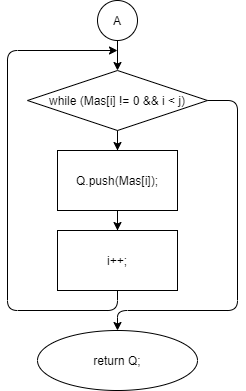 A
while (Mas[i] != 0 && i < j)
Q.push(Mas[i]);
i++;
return Q;